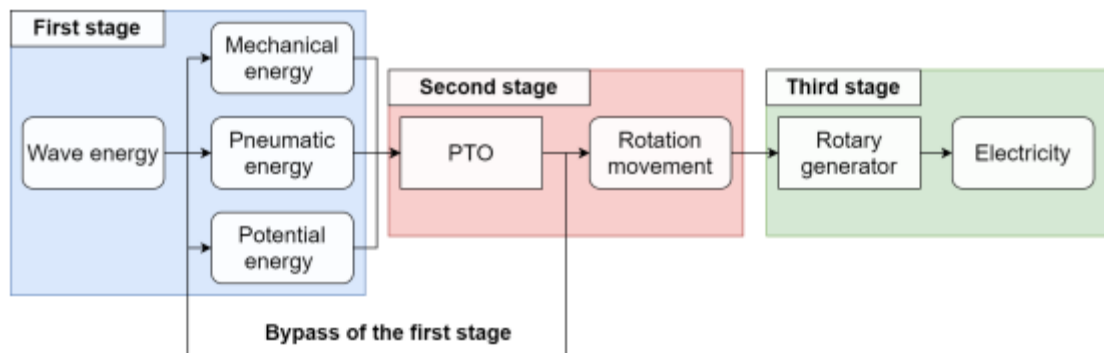 First stage
Mechanical
energy
Wave energy
Pneumatic
energy
Potential
energy
Second stage
PTO
Rotation
movement
Third stage
Rotary
generator
Electricity
Bypass of the first stage